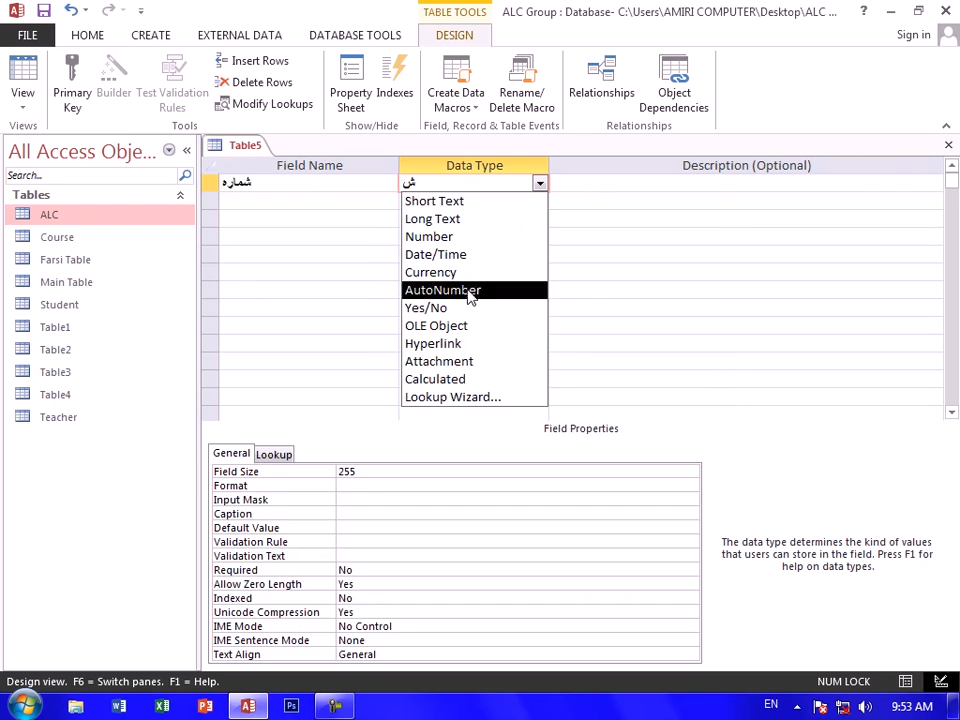 TABLE TOOLS
ALC Group : Database- C:\Users\AMIRI COMPUTER\Desktop\ALC ...
?
FILE HOME CREATE EXTERNAL DATA DATABASE TOOLS DESIGN Sign in
View
Primary Key
Builder
Test Validation Rules
Insert Rows
Delete Rows
Modify Lookups
Property Sheet
Indexes
Create Data Macros
Rename/ Delete Macro
Relationships
Object Dependencies
Views Tools Show/Hide Field, Record & Table Events Relationships
All Access Obje...
Search...
Tables
ALC
Course
Farsi Table
Main Table
Student
Table1
Table2
Table3
Table4
Teacher
Table5
Field Name Data Type Description (Optional)
شماره ش
Short Text
Long Text
Number
Date/Time
Currency
AutoNumber
Yes/No
OLE Object
Hyperlink
Attachment
Calculated
Lookup Wizard...
Field Properties
General Lookup
Field Size 255
Format
Input Mask
Caption
Default Value
Validation Rule
Validation Text
Required No
Allow Zero Length Yes
Indexed No
Unicode Compression Yes
IME Mode No Control
IME Sentence Mode None
Text Align General
The data type determines the kind of values
that users can store in the field. Press F1 for
help on data types.
Design view. F6 = Switch panes. F1 = Help. NUM LOCK
EN 9:53 AM